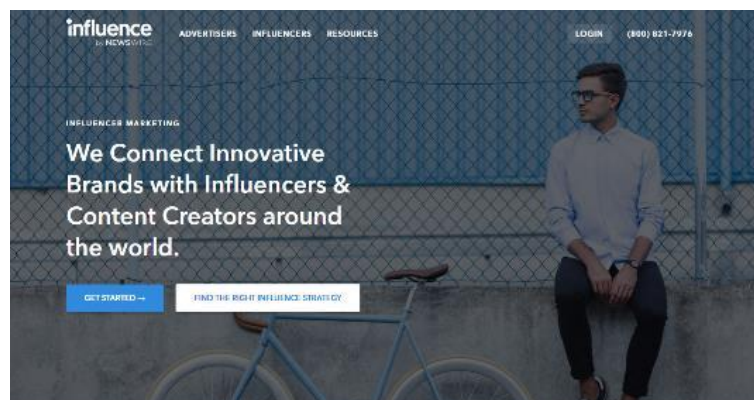 influence
by NEWSWIRE
ADVERTISERS INFLUENCERS RESOURCES
LOGIN (800) 821-7976
INFLUENCER MARKETING
We Connect Innovative
Brands with Influencers &
Content Creators around
the world.
GET STARTED →
FIND THE RIGHT INFLUENCE STRATEGY